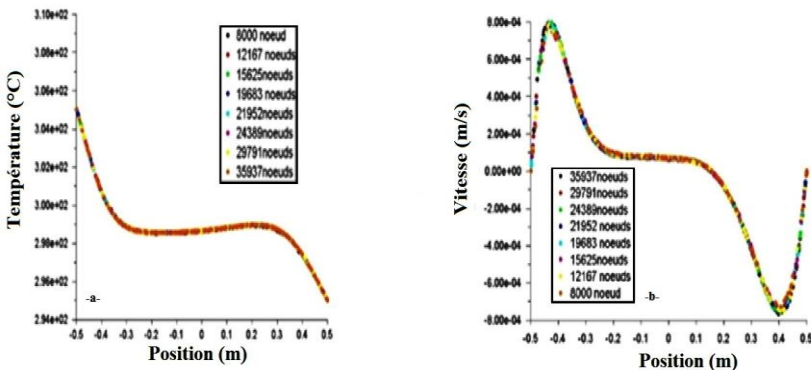 Température (°C)
3.10e+02
3.08e+02
3.06e+02
3.04e+02
3.02e+02
3.00e+02
2.98e+02
2.96e+02
2.94e+02
-0.5 -0.4 -0.3 -0.2 -0.1 0 0.1 0.2 0.3 0.4 0.5
Position (m)
8000 noeud
12167 noeuds
15625noeuds
19683 noeuds
21952noeuds
24389noeuds
29791noeuds
35937noeuds
-a-
Vitesse (m/s)
8.00e-04
6.00e-04
4.00e-04
2.00e-04
0.00e+00
-2.00e-04
-4.00e-04
-6.00e-04
-8.00e-04
-0.5 -0.4 -0.3 -0.2 -0.1 0 0.1 0.2 0.3 0.4 0.5
Position (m)
35937noeuds
29791noeuds
24389noeuds
21952 noeuds
19683 noeuds
15625noeuds
12167 noeuds
8000 noeud
-b-